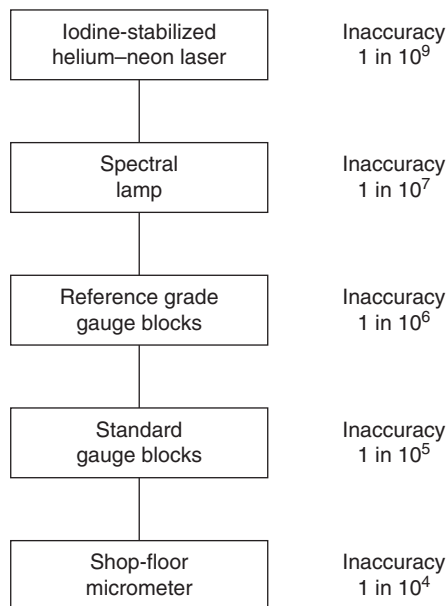 Iodine-stabilized
helium–neon laser
Inaccuracy
1 in 10⁹
Spectral
lamp
Inaccuracy
1 in 10⁷
Reference grade
gauge blocks
Inaccuracy
1 in 10⁶
Standard
gauge blocks
Inaccuracy
1 in 10⁵
Shop-floor
micrometer
Inaccuracy
1 in 10⁴